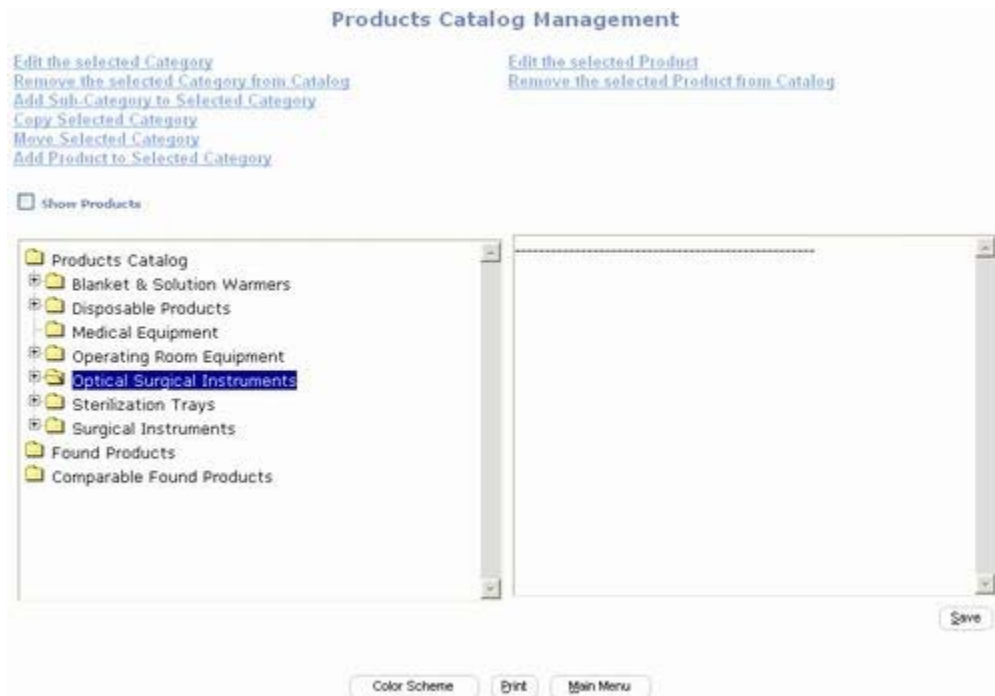 Products Catalog Management
Edit the selected Category
Remove the selected Category from Catalog
Add Sub-Category to Selected Category
Copy Selected Category
Move Selected Category
Add Product to Selected Category
Edit the selected Product
Remove the selected Product from Catalog
Show Products
Products Catalog
Blanket & Solution Warmers
Disposable Products
Medical Equipment
Operating Room Equipment
Optical Surgical Instruments
Sterilization Trays
Surgical Instruments
Found Products
Comparable Found Products
Save
Color Scheme Print Main Menu